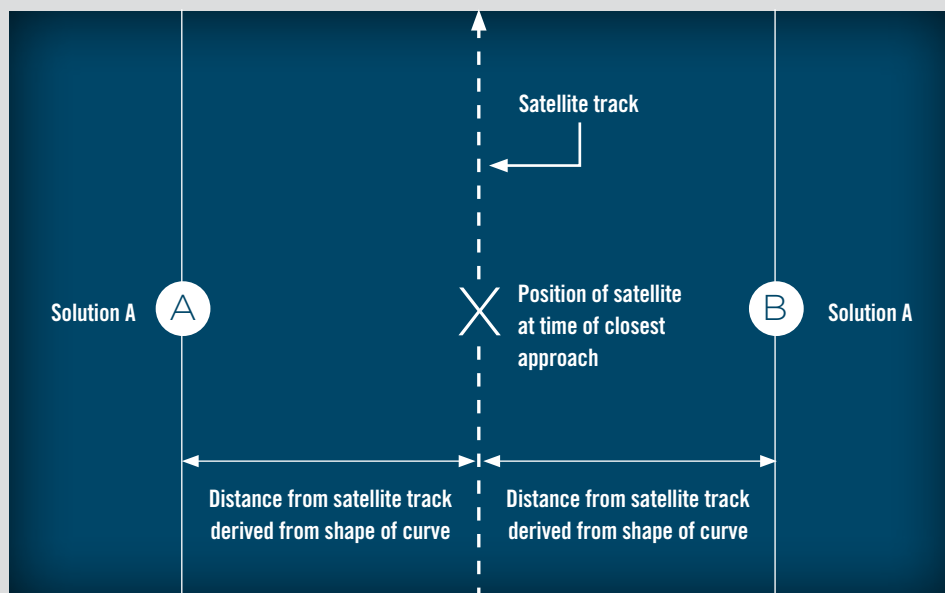 Satellite track
Solution A
A
Position of satellite
at time of closest
approach
B
Solution A
Distance from satellite track
derived from shape of curve
Distance from satellite track
derived from shape of curve